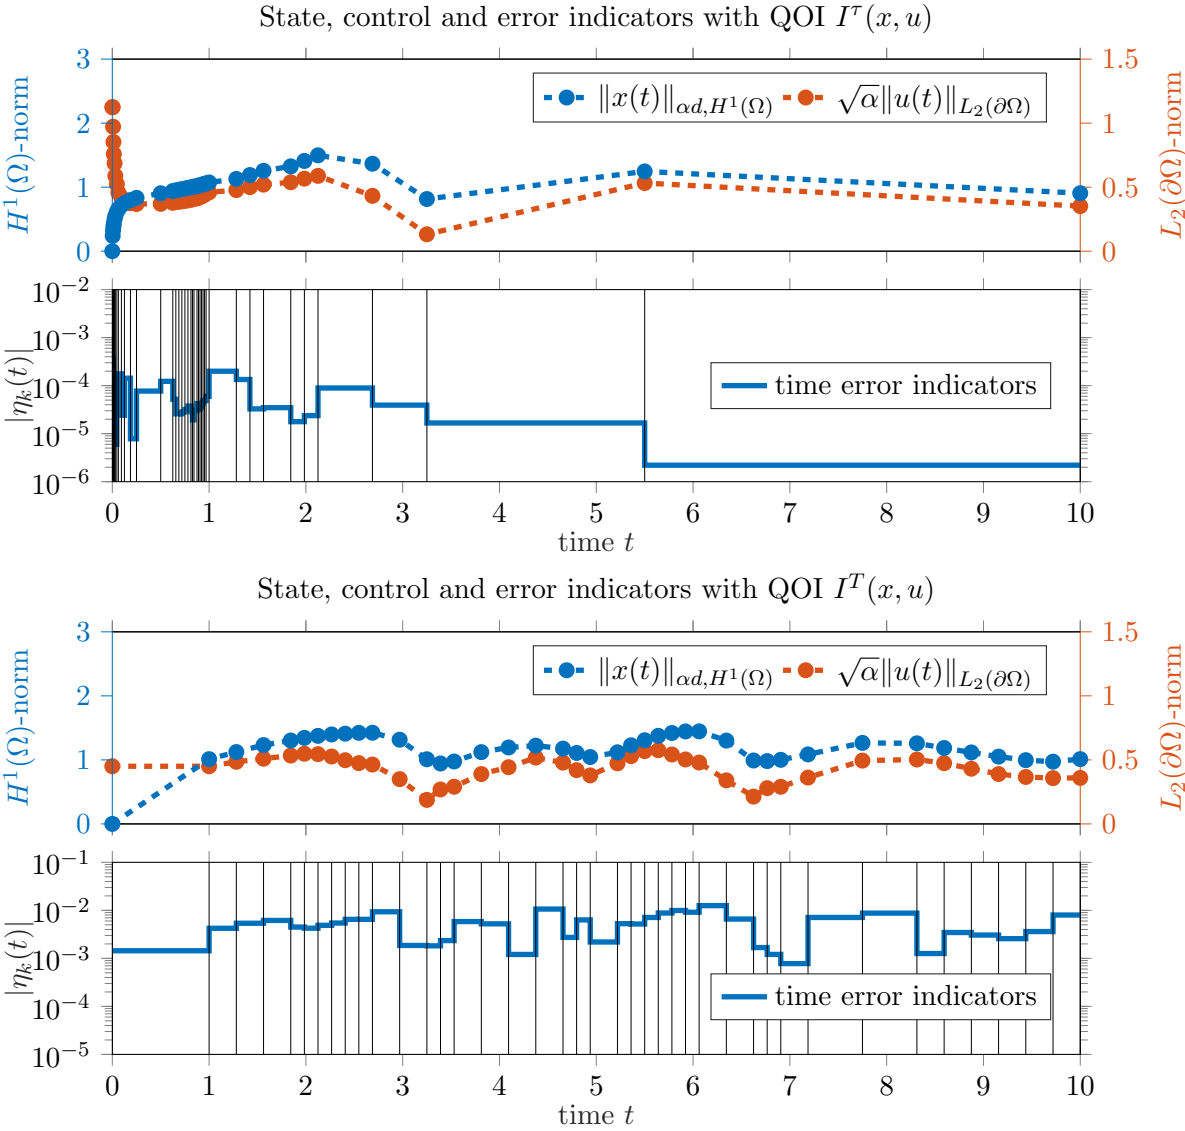 State, control and error indicators with QOI I^τ(x, u)
3
2
1
0
H^1(Ω)-norm
1.5
1
0.5
0
L_2(∂Ω)-norm
‖x(t)‖_{αd,H^1(Ω)} √α‖u(t)‖_{L_2(∂Ω)}
10^−2
10^−3
10^−4
10^−5
10^−6
|η_k(t)|
time error indicators
0 1 2 3 4 5 6 7 8 9 10
time t
State, control and error indicators with QOI I^T(x, u)
3
2
1
0
H^1(Ω)-norm
1.5
1
0.5
0
L_2(∂Ω)-norm
‖x(t)‖_{αd,H^1(Ω)} √α‖u(t)‖_{L_2(∂Ω)}
10^−1
10^−2
10^−3
10^−4
10^−5
|η_k(t)|
time error indicators
0 1 2 3 4 5 6 7 8 9 10
time t